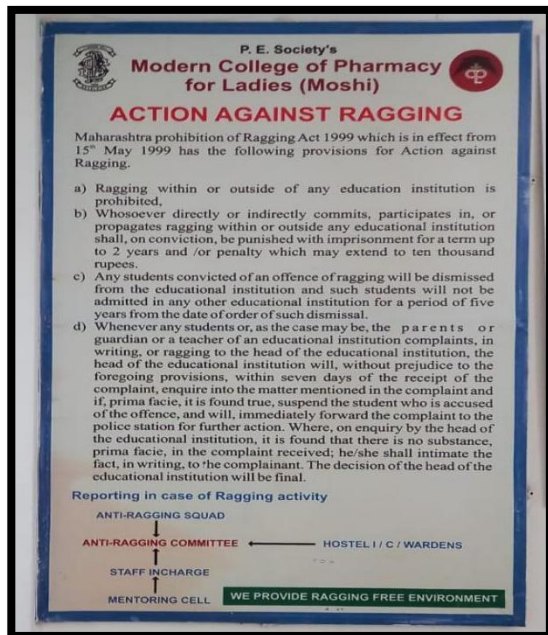 P. E. Society's
Modern College of Pharmacy
for Ladies (Moshi)
ACTION AGAINST RAGGING
Maharashtra prohibition of Ragging Act 1999 which is in effect from
15th May 1999 has the following provisions for Action against
Ragging.
a) Ragging within or outside of any education institution is
prohibited,
b) Whosoever directly or indirectly commits, participates in, or
propagates ragging within or outside any educational institution
shall, on conviction, be punished with imprisonment for a term up
to 2 years and /or penalty which may extend to ten thousand
rupees.
c) Any students convicted of an offence of ragging will be dismissed
from the educational institution and such students will not be
admitted in any other educational institution for a period of five
years from the date of order of such dismissal.
d) Whenever any students or, as the case may be, the parents or
guardian or a teacher of an educational institution complaints, in
writing, or ragging to the head of the educational institution, the
head of the educational institution will, without prejudice to the
foregoing provisions, within seven days of the receipt of the
complaint, enquire into the matter mentioned in the complaint and
if, prima facie, it is found true, suspend the student who is accused
of the offence, and will, immediately forward the complaint to the
police station for further action. Where, on enquiry by the head of
the educational institution, it is found that there is no substance,
prima facie, in the complaint received; he/she shall intimate the
fact, in writing, to the complainant. The decision of the head of the
educational institution will be final.
Reporting in case of Ragging activity
ANTI-RAGGING SQUAD
ANTI-RAGGING COMMITTEE
HOSTEL I / C / WARDENS
STAFF INCHARGE
MENTORING CELL
WE PROVIDE RAGGING FREE ENVIRONMENT